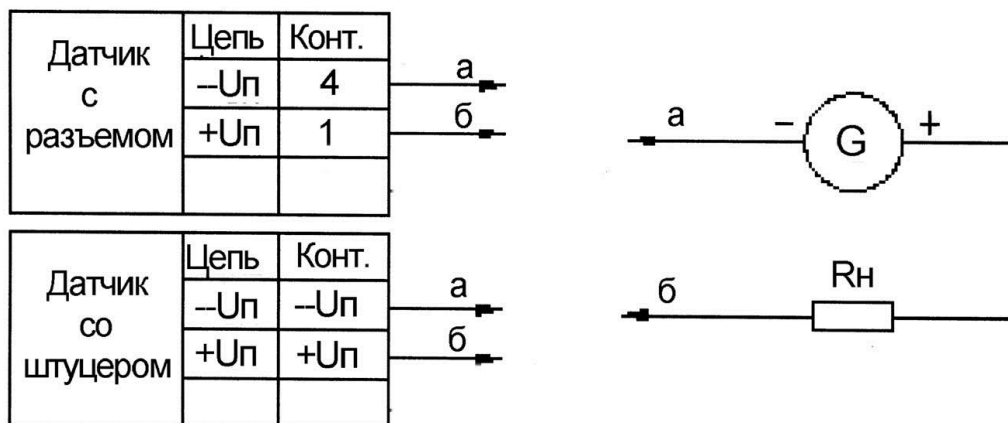 Датчик
с
разъемом
Цепь Конт.
–Uп 4
+Uп 1
а
б
Датчик
со
штуцером
Цепь Конт.
–Uп –Uп
+Uп +Uп
а
б
а – G +
б Rн